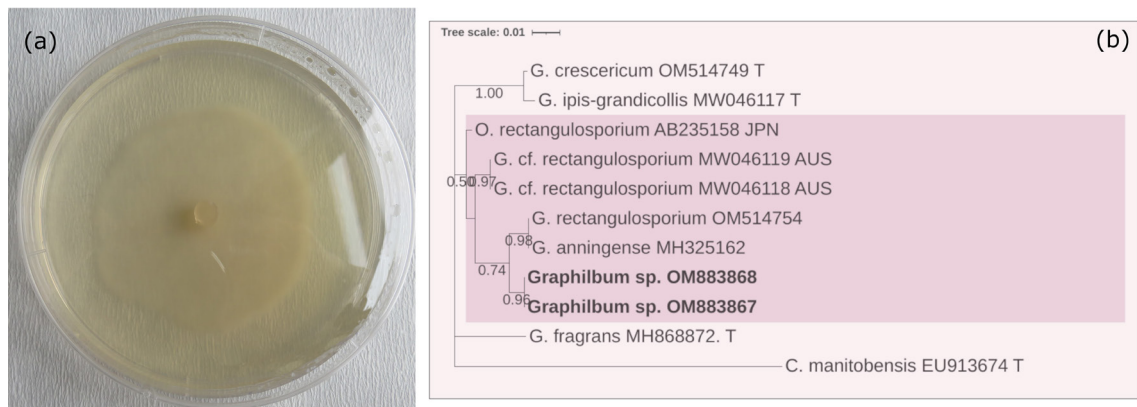 (a)
Tree scale: 0.01
(b)
G. crescericum OM514749 T
1.00
G. ipis-grandicollis MW046117 T
O. rectangulosporium AB235158 JPN
G. cf. rectangulosporium MW046119 AUS
0.50
0.97
G. cf. rectangulosporium MW046118 AUS
G. rectangulosporium OM514754
0.98
G. anningense MH325162
0.74
Graphilbum sp. OM883868
0.96
Graphilbum sp. OM883867
G. fragrans MH868872. T
C. manitobensis EU913674 T